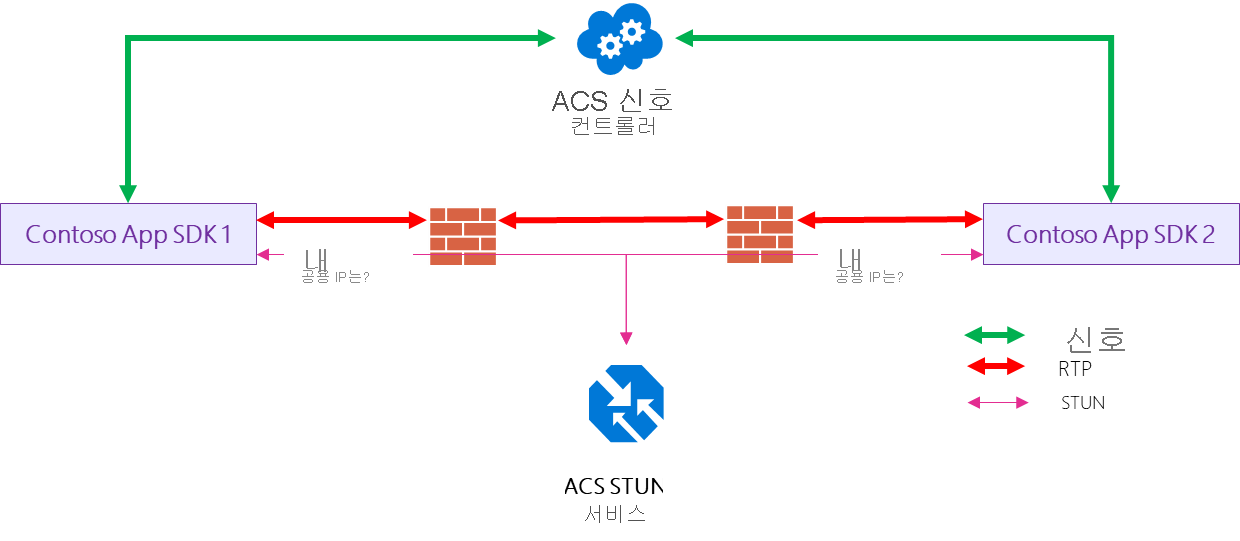 ACS 신호
컨트롤러
Contoso App SDK 1
Contoso App SDK 2
내
공용 IP는?
내
공용 IP는?
신호
RTP
STUN
ACS STUN
서비스